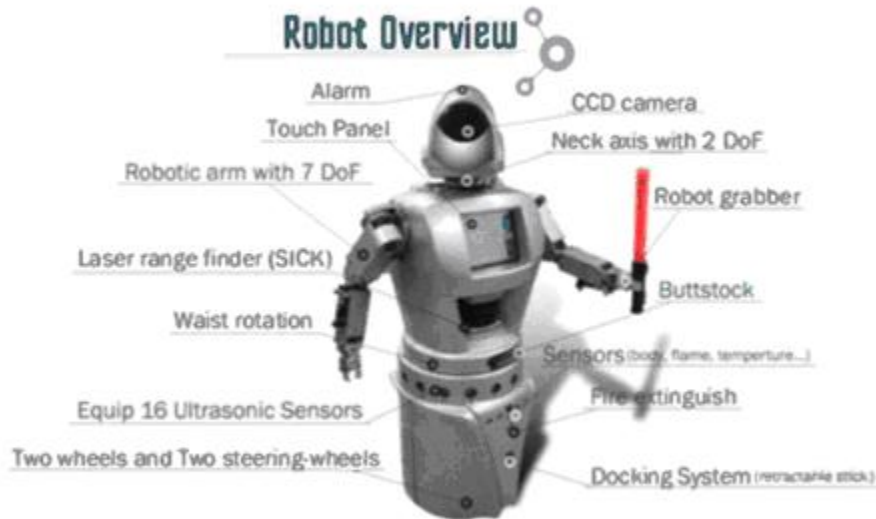 Robot Overview
Alarm
CCD camera
Touch Panel
Neck axis with 2 DoF
Robotic arm with 7 DoF
Robot grabber
Laser range finder (SICK)
Buttstock
Waist rotation
Sensors (body, flame, temperture...)
Equip 16 Ultrasonic Sensors
Fire extinguish
Two wheels and Two steering-wheels
Docking System (retractable stick)